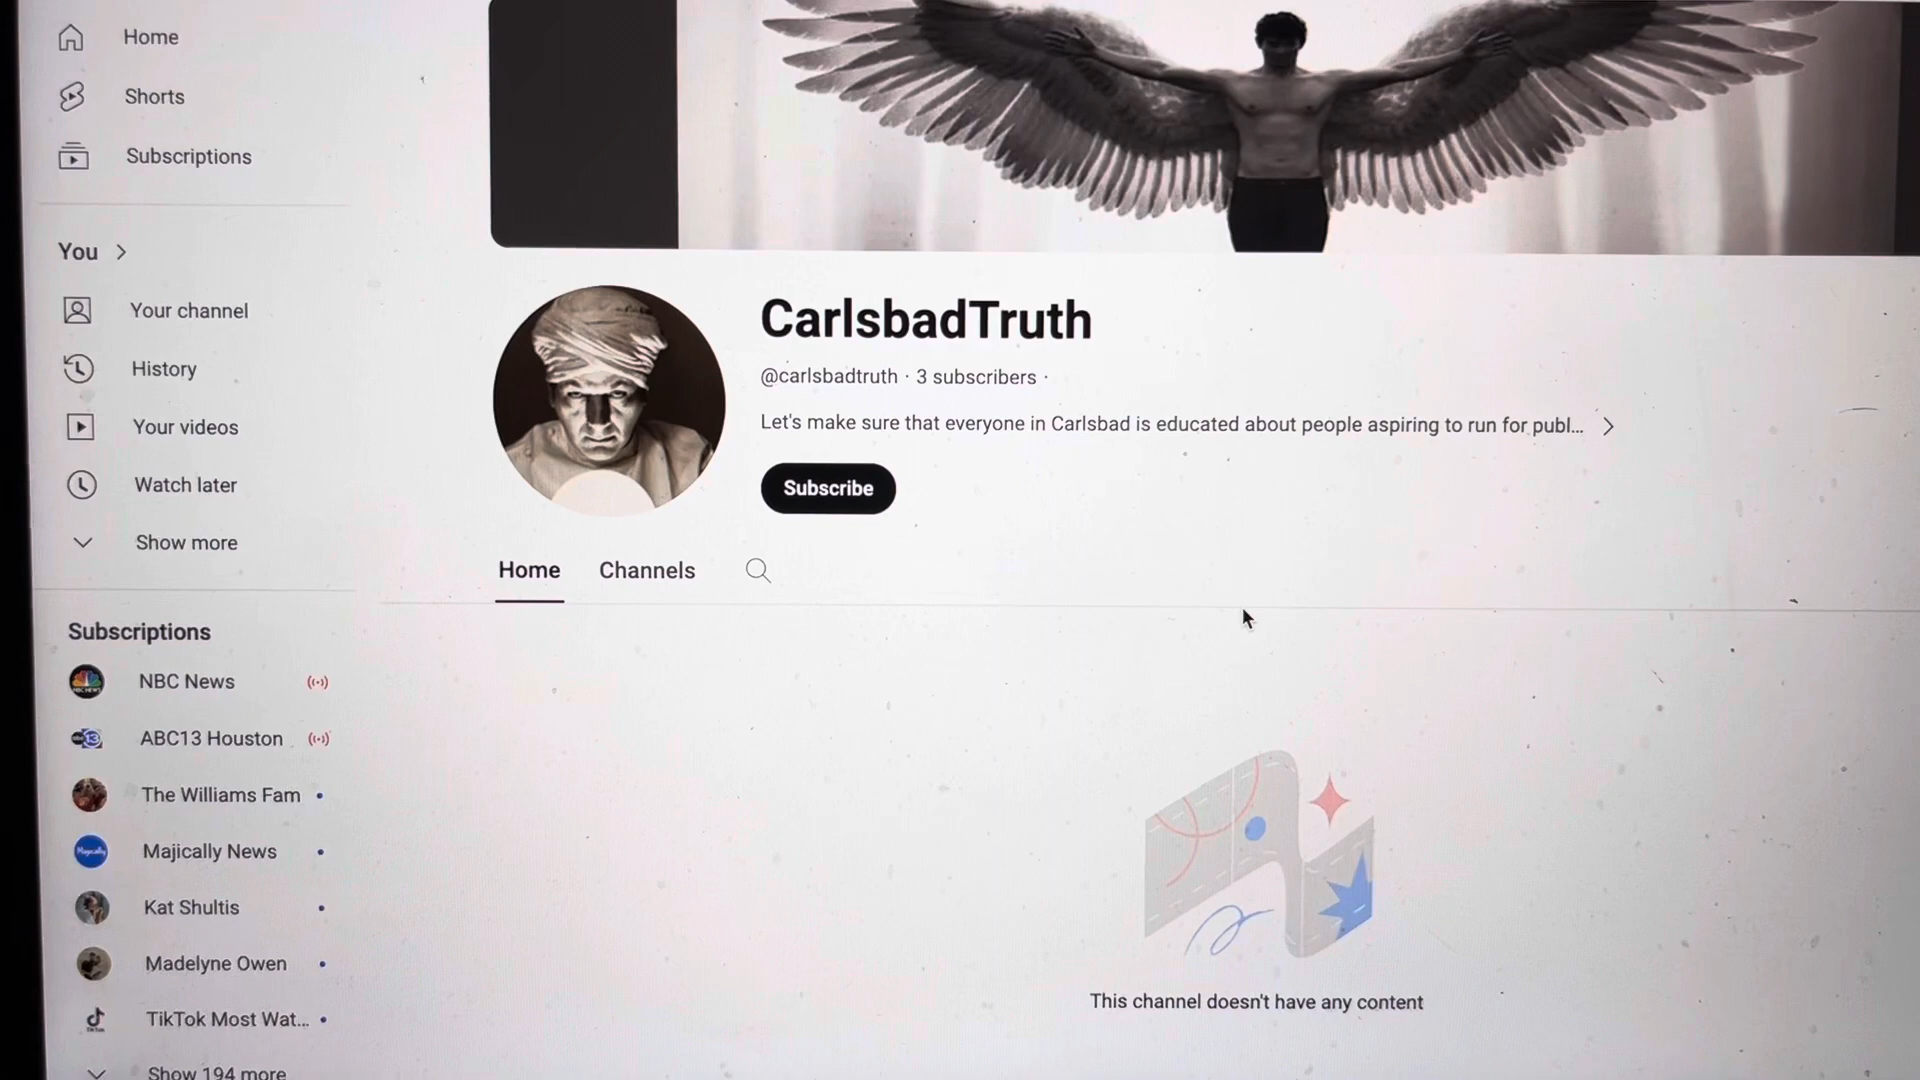 Home
Shorts
Subscriptions
You
Your channel
History
Your videos
Watch later
Show more
Subscriptions
NBC News
ABC13 Houston
The Williams Fam
Majically News
Kat Shultis
Madelyne Owen
TikTok Most Wat...
Show 194 more
CarlsbadTruth
@carlsbadtruth · 3 subscribers ·
Let's make sure that everyone in Carlsbad is educated about people aspiring to run for publ...
Subscribe
Home
Channels
This channel doesn't have any content